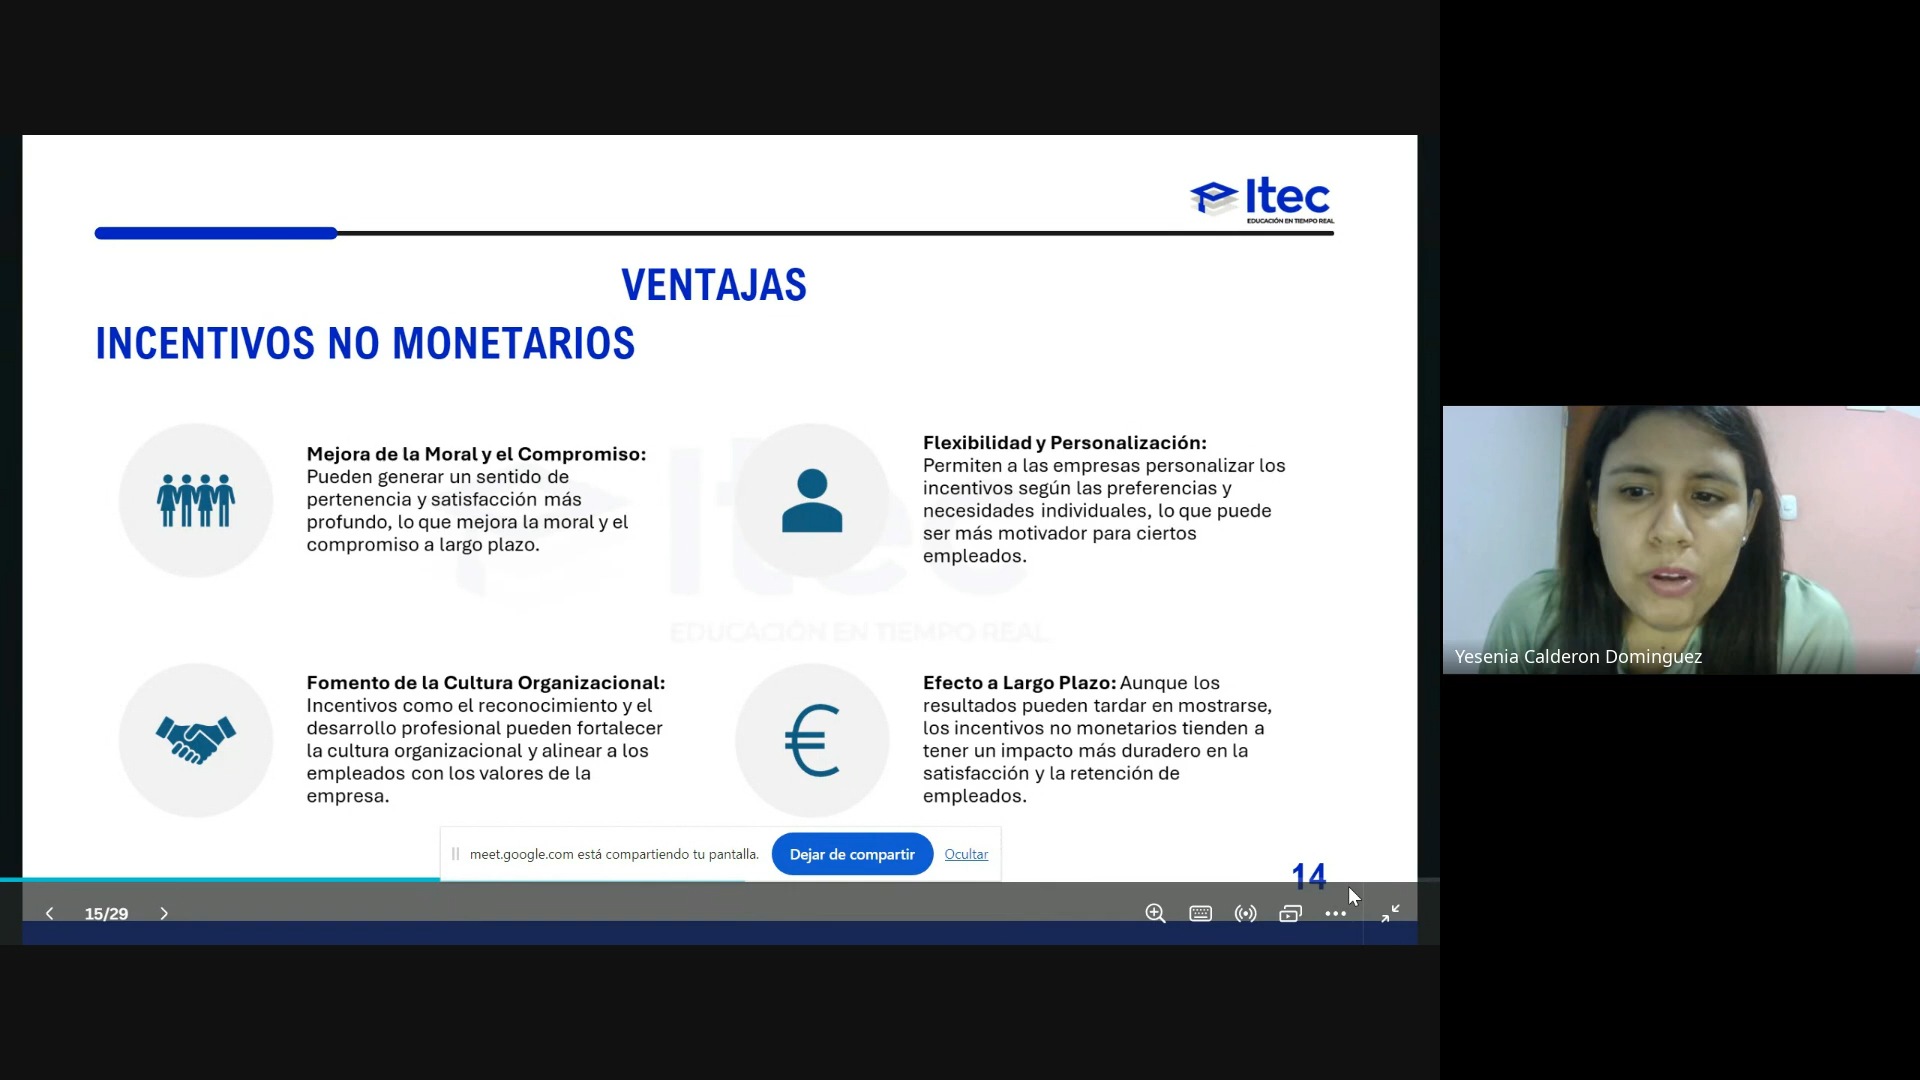 Itec
EDUCACIÓN EN TIEMPO REAL
VENTAJAS
INCENTIVOS NO MONETARIOS
Mejora de la Moral y el Compromiso:
Pueden generar un sentido de
pertenencia y satisfacción más
profundo, lo que mejora la moral y el
compromiso a largo plazo.
Flexibilidad y Personalización:
Permiten a las empresas personalizar los
incentivos según las preferencias y
necesidades individuales, lo que puede
ser más motivador para ciertos
empleados.
Itec
EDUCACIÓN EN TIEMPO REAL
Fomento de la Cultura Organizacional:
Incentivos como el reconocimiento y el
desarrollo profesional pueden fortalecer
la cultura organizacional y alinear a los
empleados con los valores de la
empresa.
€
Efecto a Largo Plazo: Aunque los
resultados pueden tardar en mostrarse,
los incentivos no monetarios tienden a
tener un impacto más duradero en la
satisfacción y la retención de
empleados.
meet.google.com está compartiendo tu pantalla.
Dejar de compartir
Ocultar
14
15/29
Yesenia Calderon Dominguez